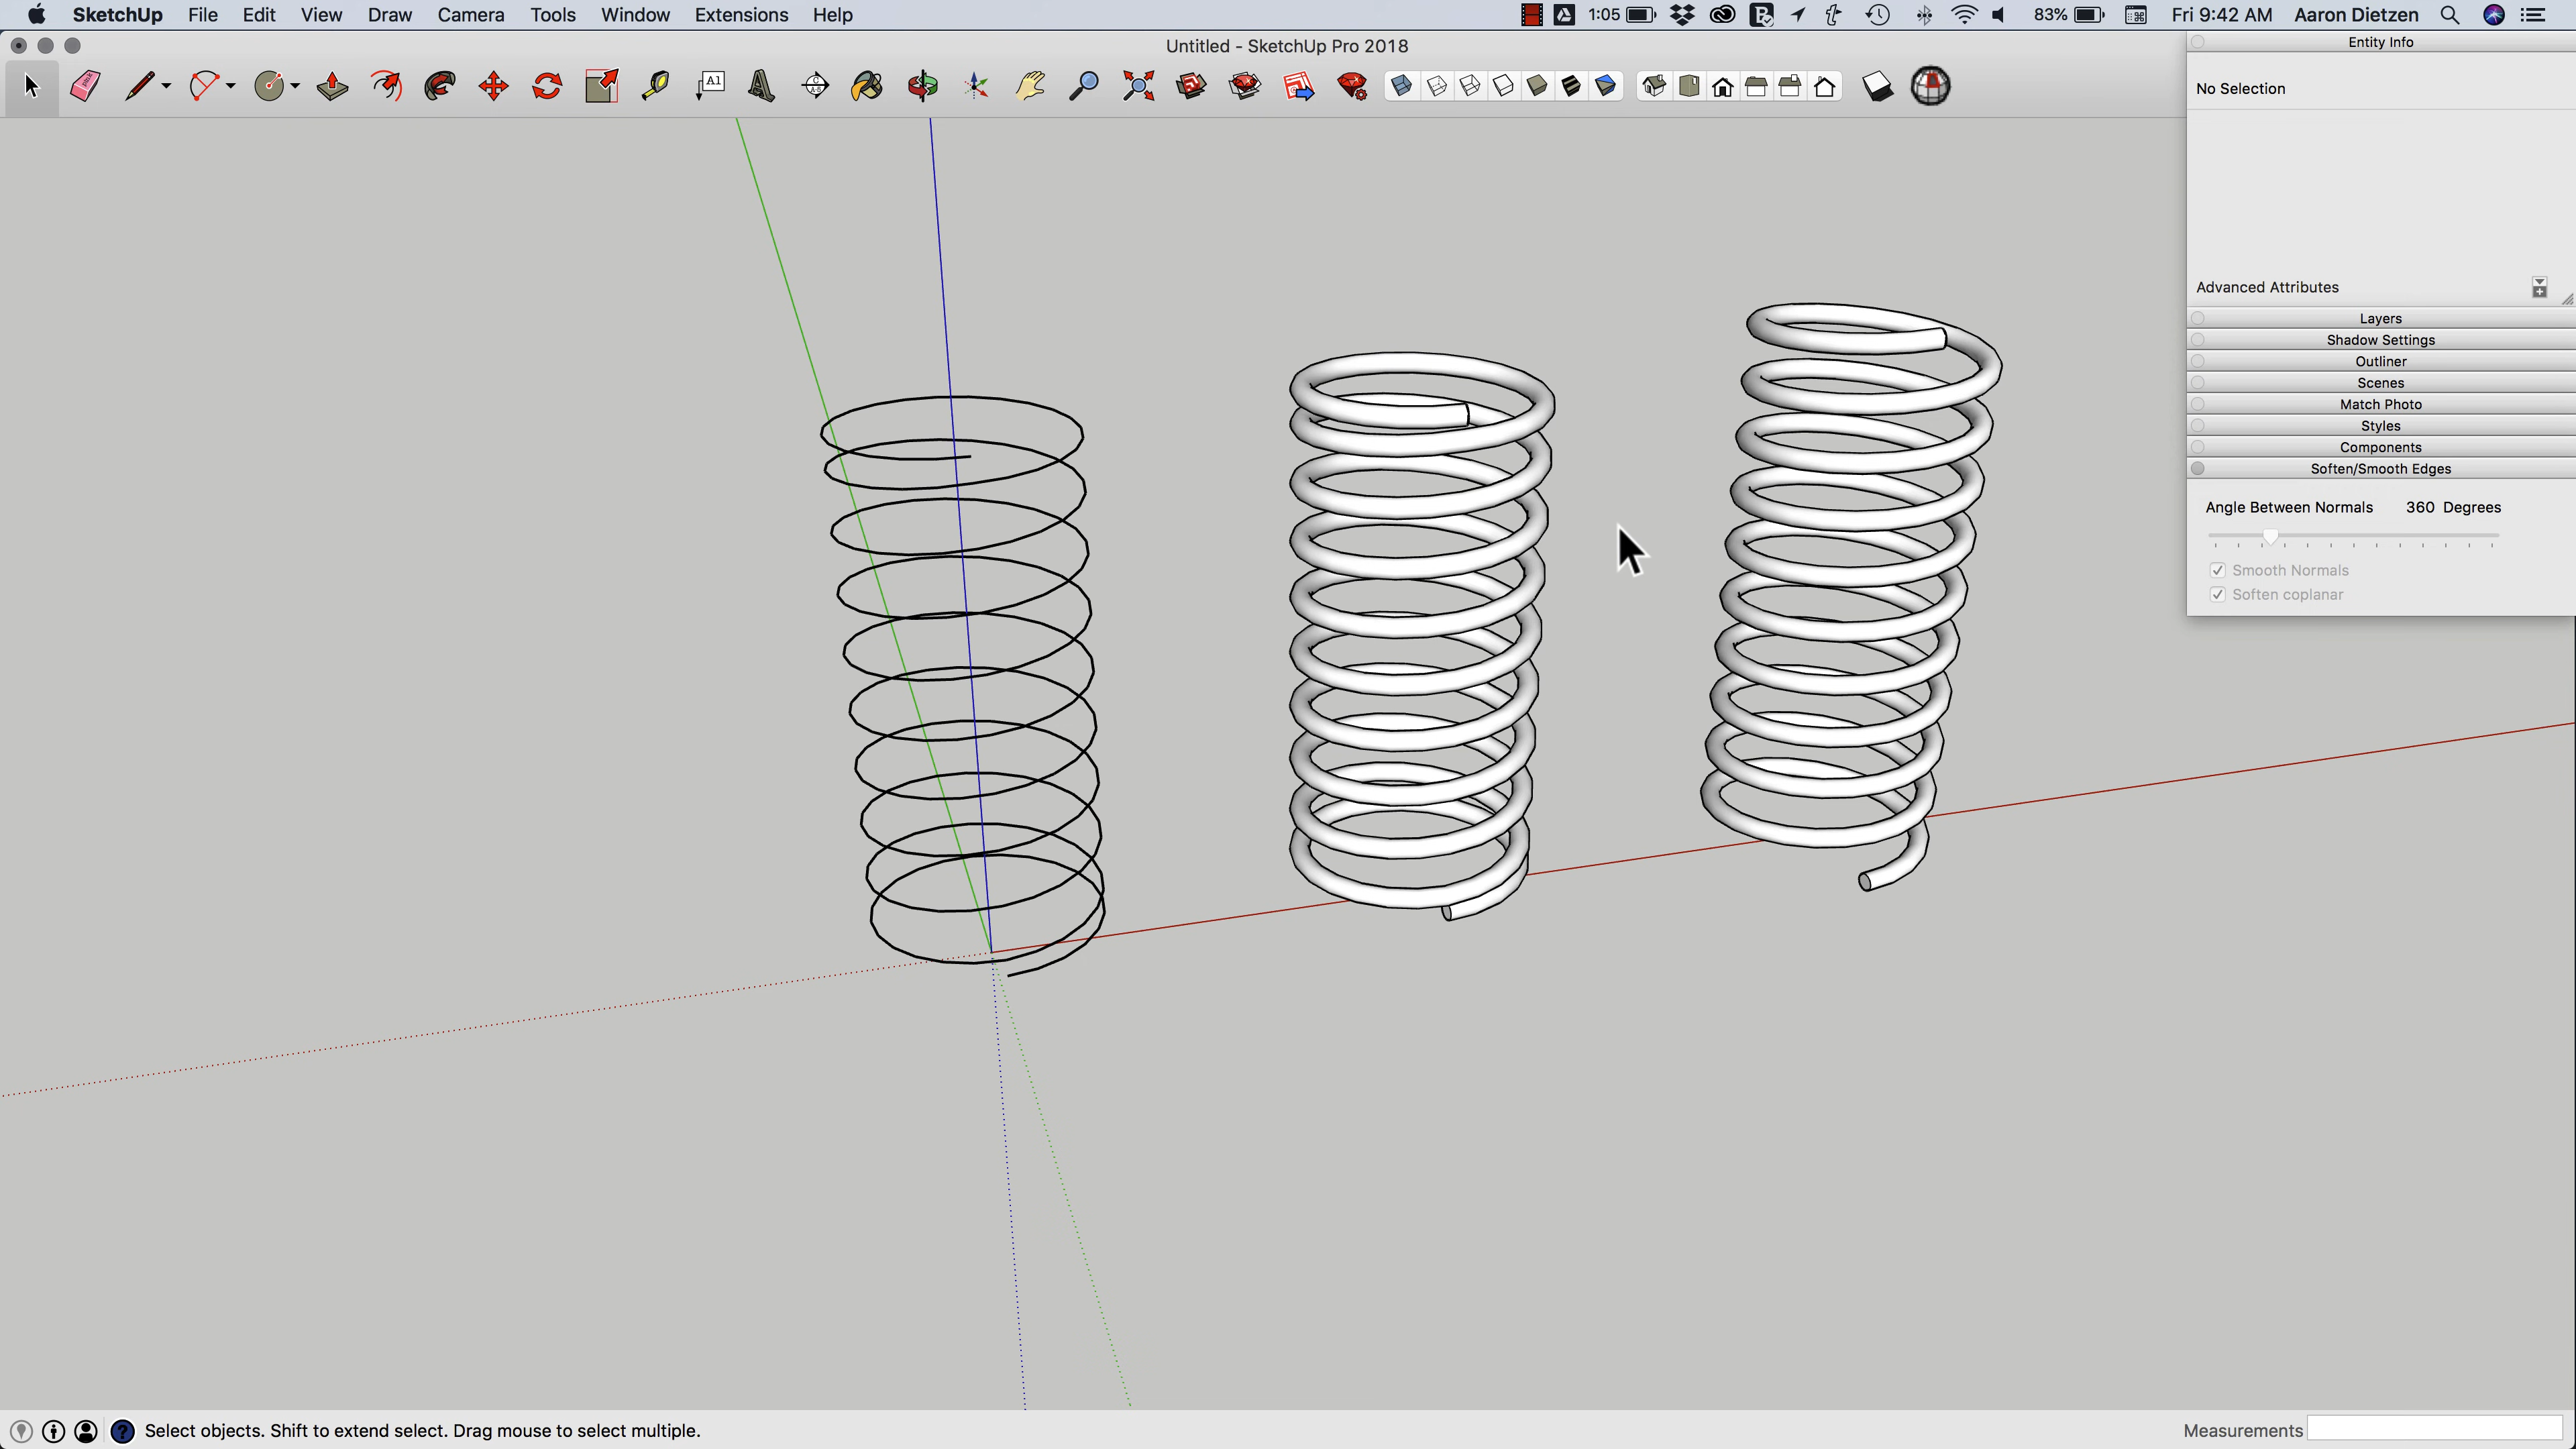 SketchUp File Edit View Draw Camera Tools Window Extensions Help 1:05 83% Fri 9:42 AM Aaron Dietzen
Untitled - SketchUp Pro 2018
Entity Info
A1
No Selection
Advanced Attributes
Layers
Shadow Settings
Outliner
Scenes
Match Photo
Styles
Components
Soften/Smooth Edges
Angle Between Normals 360 Degrees
Smooth Normals
Soften coplanar
Select objects. Shift to extend select. Drag mouse to select multiple.
Measurements